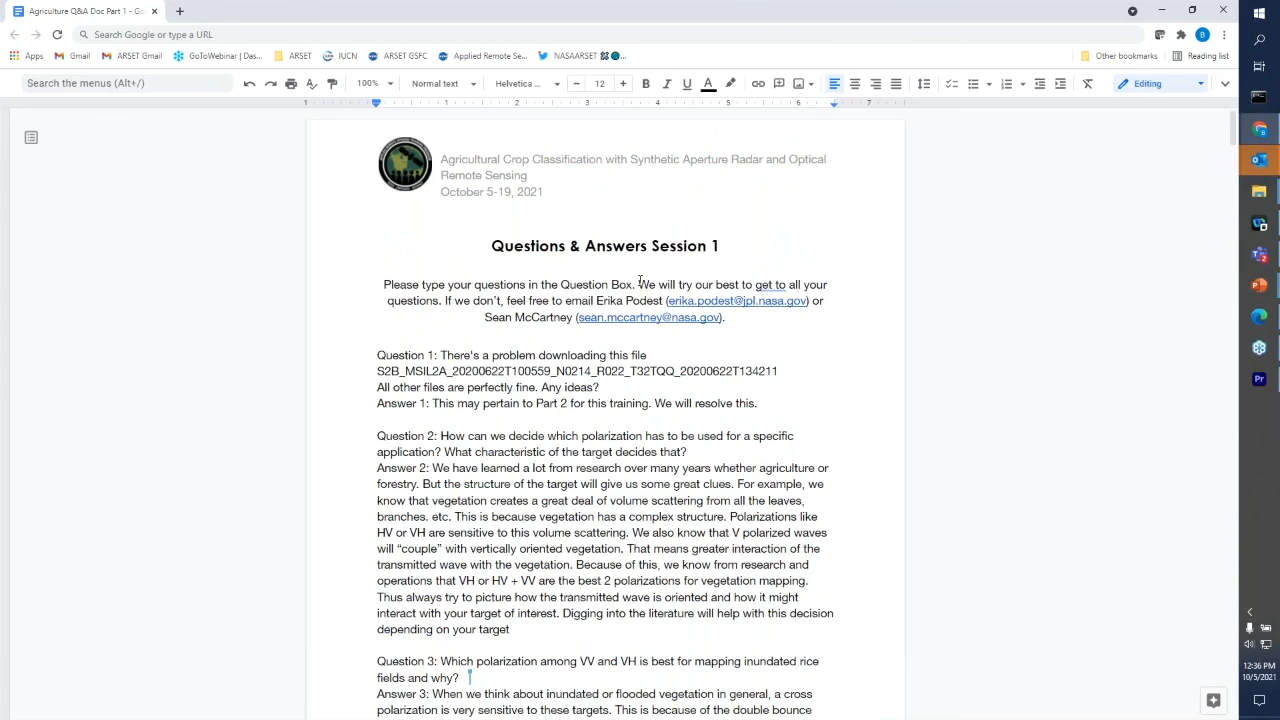 Agriculture Q&A Doc Part 1 - Go
Search Google or type a URL
B
Apps
Gmail
ARSET Gmail
GoToWebinar | Das...
ARSET
IUCN
ARSET GSFC
Applied Remote Se...
NASAARSET
Other bookmarks
Reading list
Search the menus (Alt+/)
100%
Normal text
Helvetica ...
12
B
I
U
A
Editing
1
1
2
3
4
5
6
7
Agricultural Crop Classification with Synthetic Aperture Radar and Optical
Remote Sensing
October 5-19, 2021
Questions & Answers Session 1
Please type your questions in the Question Box. We will try our best to get to all your
questions. If we don't, feel free to email Erika Podest (erika.podest@jpl.nasa.gov) or
Sean McCartney (sean.mccartney@nasa.gov).
Question 1: There's a problem downloading this file
S2B_MSIL2A_20200622T100559_N0214_R022_T32TQQ_20200622T134211
All other files are perfectly fine. Any ideas?
Answer 1: This may pertain to Part 2 for this training. We will resolve this.
Question 2: How can we decide which polarization has to be used for a specific
application? What characteristic of the target decides that?
Answer 2: We have learned a lot from research over many years whether agriculture or
forestry. But the structure of the target will give us some great clues. For example, we
know that vegetation creates a great deal of volume scattering from all the leaves,
branches. etc. This is because vegetation has a complex structure. Polarizations like
HV or VH are sensitive to this volume scattering. We also know that V polarized waves
will “couple” with vertically oriented vegetation. That means greater interaction of the
transmitted wave with the vegetation. Because of this, we know from research and
operations that VH or HV + VV are the best 2 polarizations for vegetation mapping.
Thus always try to picture how the transmitted wave is oriented and how it might
interact with your target of interest. Digging into the literature will help with this decision
depending on your target
Question 3: Which polarization among VV and VH is best for mapping inundated rice
fields and why?
Answer 3: When we think about inundated or flooded vegetation in general, a cross
polarization is very sensitive to these targets. This is because of the double bounce
12:36 PM
10/5/2021